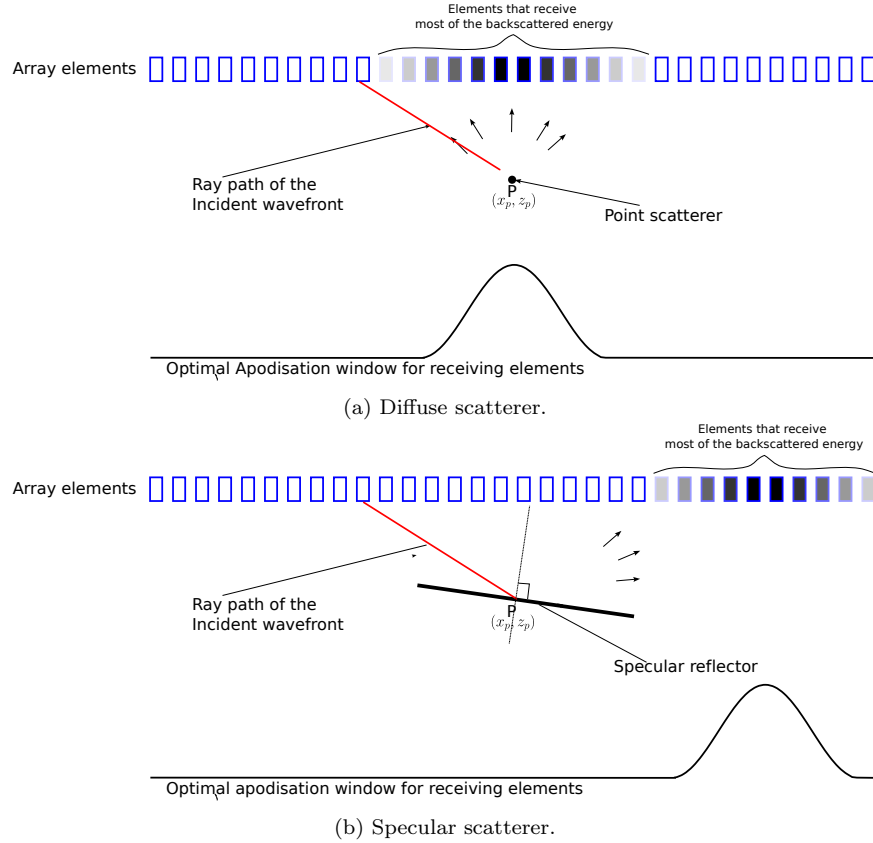 Elements that receive
most of the backscattered energy
Array elements
Ray path of the
Incident wavefront
P
(x_p, z_p)
Point scatterer
Optimal Apodisation window for receiving elements
(a) Diffuse scatterer.
Elements that receive
most of the backscattered energy
Array elements
Ray path of the
Incident wavefront
P
(x_p, z_p)
Specular reflector
Optimal apodisation window for receiving elements
(b) Specular scatterer.